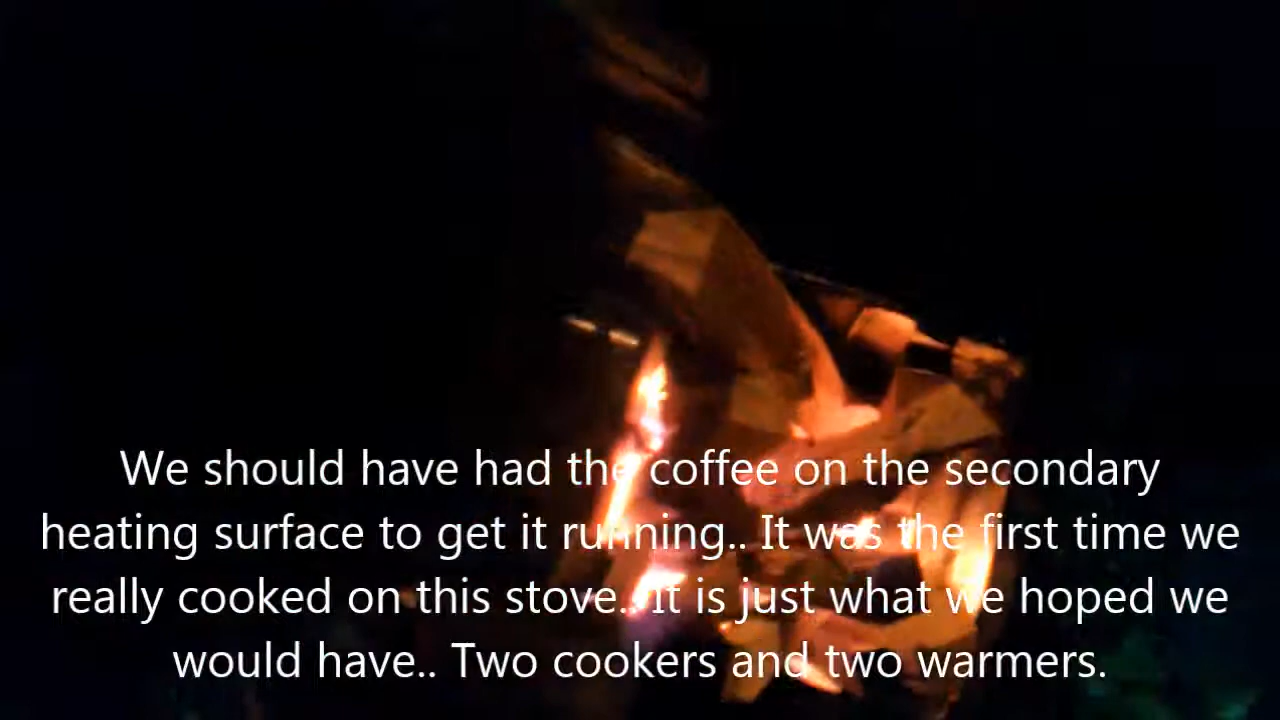 We should have had the coffee on the secondary
heating surface to get it running.. It was the first time we
really cooked on this stove.. It is just what we hoped we
would have.. Two cookers and two warmers.